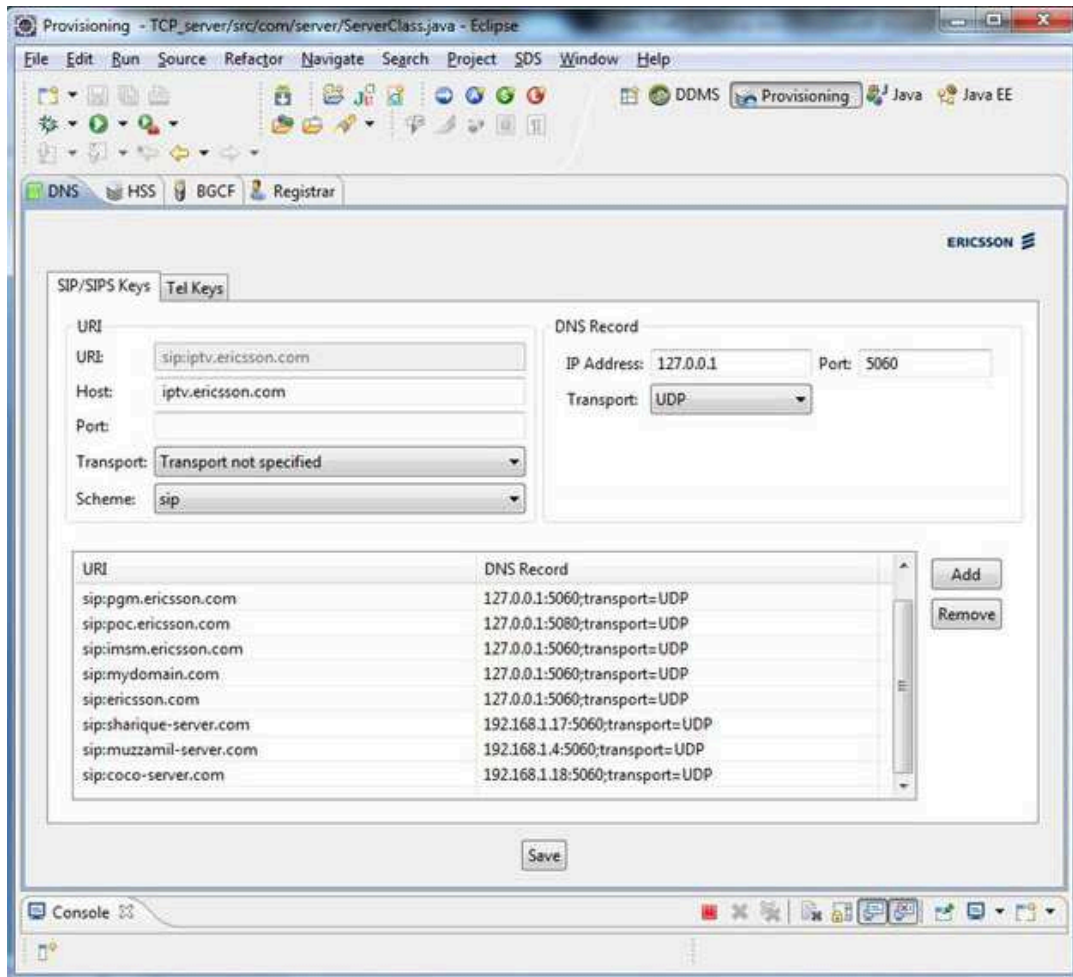 Provisioning - TCP_server/src/com/server/ServerClass.java - Eclipse
File Edit Run Source Refactor Navigate Search Project SDS Window Help
DDMS Provisioning Java Java EE
DNS HSS BGCF Registrar
ERICSSON
SIP/SIPS Keys Tel Keys
URI DNS Record
URI: sip:iptv.ericsson.com IP Address: 127.0.0.1 Port: 5060
Host: iptv.ericsson.com Transport: UDP
Port:
Transport: Transport not specified
Scheme: sip
URI DNS Record
Add
sip:pgm.ericsson.com 127.0.0.1:5060;transport=UDP
Remove
sip:poc.ericsson.com 127.0.0.1:5080;transport=UDP
sip:imsm.ericsson.com 127.0.0.1:5060;transport=UDP
sip:mydomain.com 127.0.0.1:5060;transport=UDP
sip:ericsson.com 127.0.0.1:5060;transport=UDP
sip:sharique-server.com 192.168.1.17:5060;transport=UDP
sip:muzzamil-server.com 192.168.1.4:5060;transport=UDP
sip:coco-server.com 192.168.1.18:5060;transport=UDP
Save
Console